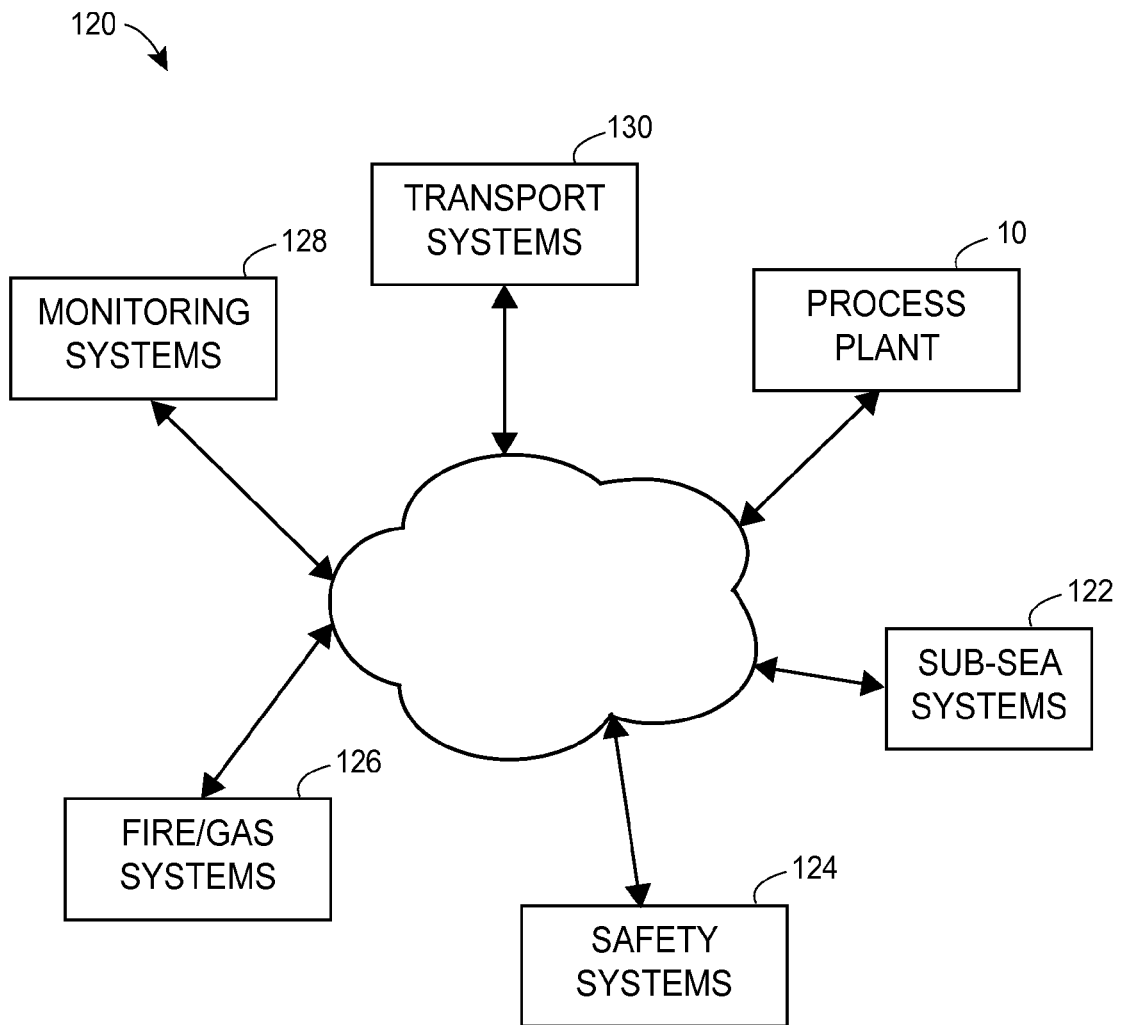 120
130
TRANSPORT
SYSTEMS
128
MONITORING
SYSTEMS
10
PROCESS
PLANT
122
SUB-SEA
SYSTEMS
126
FIRE/GAS
SYSTEMS
124
SAFETY
SYSTEMS